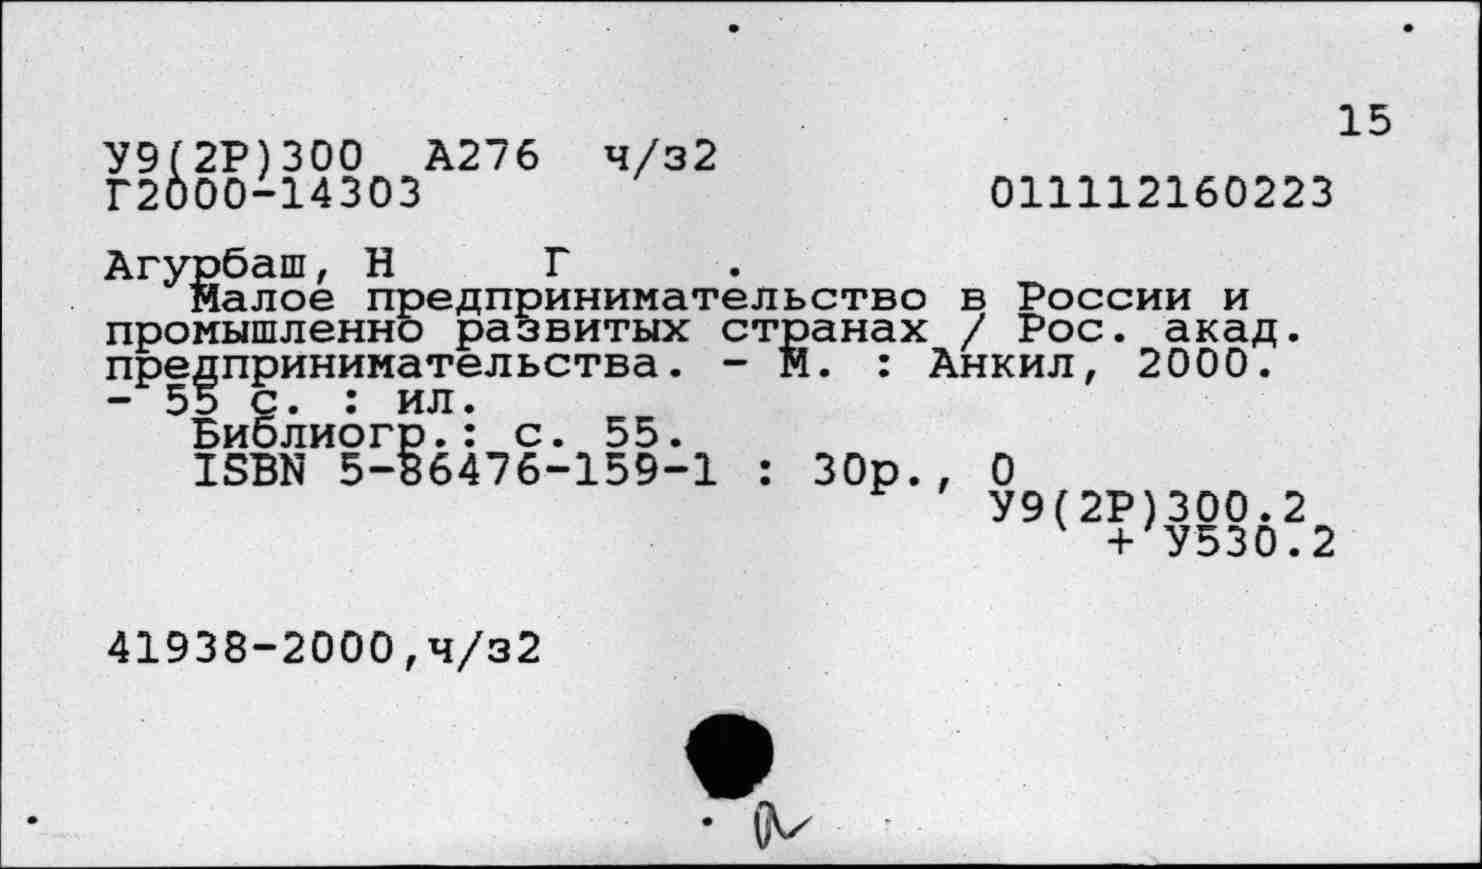 15
У9(2Р)300 А276 ч/з2
Г2000-14303 011112160223
Агурбаш, Н Г .
Малое предпринимательство в России и
промышленно развитых странах / Рос. акад.
предпринимательства. - М. : Анкил, 2000.
- 55 с. : ил.
Библиогр.: с. 55.
ISBN 5-86476-159-1 : 30р., 0
У9(2Р)300.2
+ У530.2
41938-2000,ч/з2